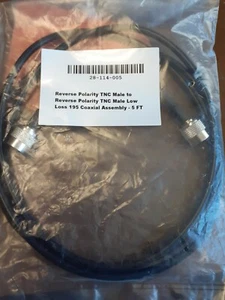 28-114-005
Reverse Polarity TNC Male to
Reverse Polarity TNC Male Low
Loss 195 Coaxial Assembly - 5 FT